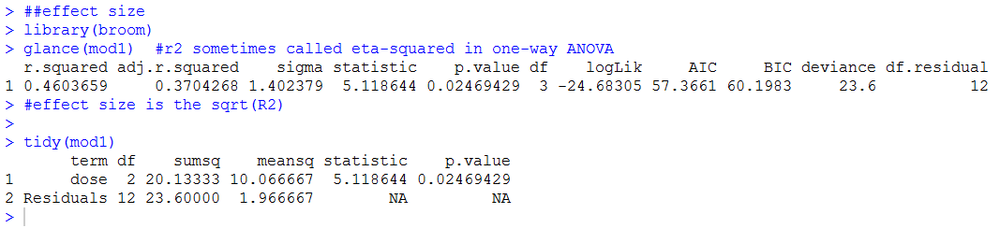 > ##effect size
> library(broom)
> glance(mod1)  #r2 sometimes called eta-squared in one-way ANOVA
  r.squared adj.r.squared    sigma statistic    p.value df    logLik     AIC     BIC deviance df.residual
1 0.4603659     0.3704268 1.402379  5.118644 0.02469429  3 -24.68305 57.3661 60.1983     23.6          12
> #effect size is the sqrt(R2)
>
> tidy(mod1)
       term df    sumsq   meansq statistic    p.value
1      dose  2 20.13333 10.066667  5.118644 0.02469429
2 Residuals 12 23.60000  1.966667        NA         NA
>